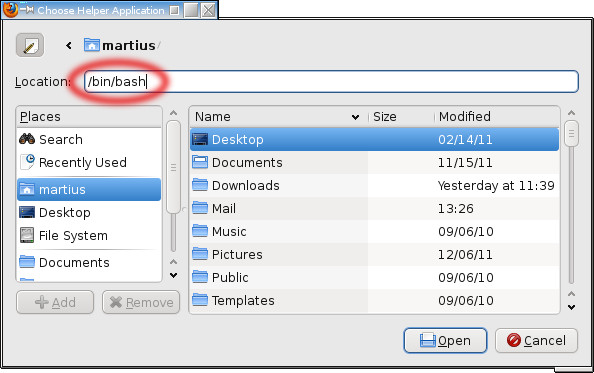 Choose Helper Application
martius /
Location: /bin/bash
Places
Search
Recently Used
martius
Desktop
File System
Documents
Add Remove
Name Size Modified
Desktop 02/14/11
Documents 11/15/11
Downloads Yesterday at 11:39
Mail 13:26
Music 09/06/10
Pictures 12/06/11
Public 09/06/10
Templates 09/06/10
Open Cancel